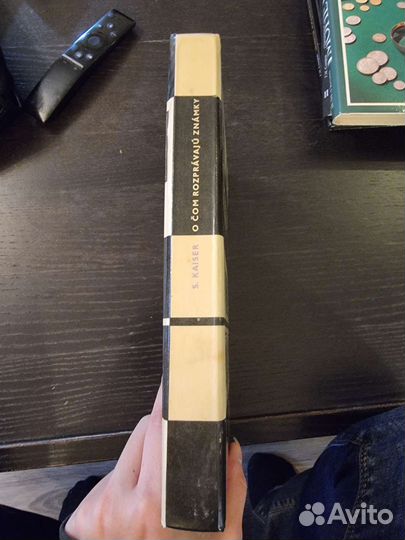 O ČOM ROZPRÁVAJÚ ZNÁMKY
S. KAISER
Avito